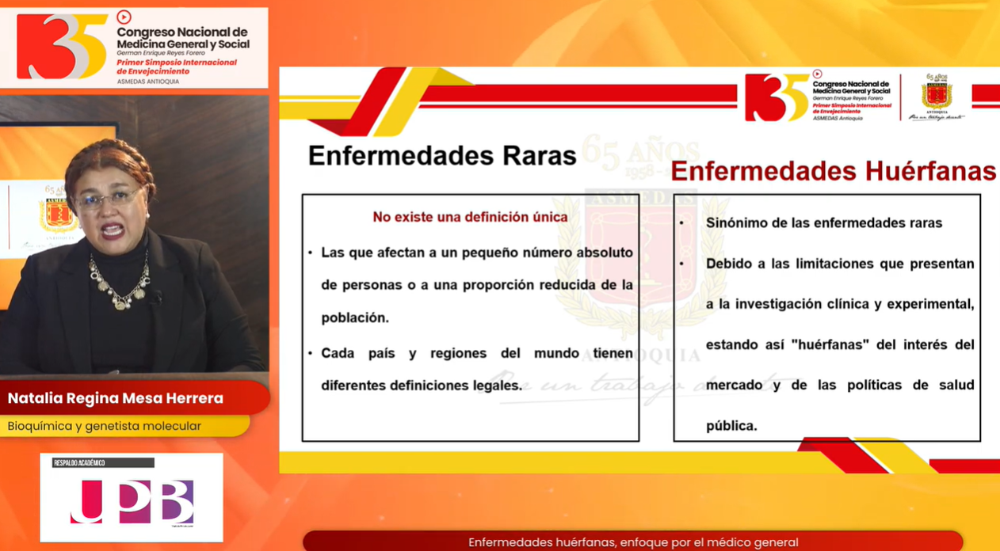 35
Congreso Nacional de
Medicina General y Social
German Enrique Reyes Forero
Primer Simposio Internacional
de Envejecimiento
ASMEDAS ANTIOQUIA
35
Congreso Nacional de
Medicina General y Social
German Enrique Reyes Forero
Primer Simposio Internacional
de Envejecimiento
ASMEDAS Antioquia
65 AÑOS
ANTIOQUIA
Por un trabajo decente
Enfermedades Raras
No existe una definición única
• Las que afectan a un pequeño número absoluto
de personas o a una proporción reducida de la
población.
• Cada país y regiones del mundo tienen
diferentes definiciones legales.
Enfermedades Huérfanas
• Sinónimo de las enfermedades raras
• Debido a las limitaciones que presentan
a la investigación clínica y experimental,
estando así "huérfanas" del interés del
mercado y de las políticas de salud
pública.
65 AÑOS
ASMEDAS
ANTIOQUIA
Natalia Regina Mesa Herrera
Bioquímica y genetista molecular
RESPALDO ACADÉMICO
UPB
Enfermedades huérfanas, enfoque por el médico general